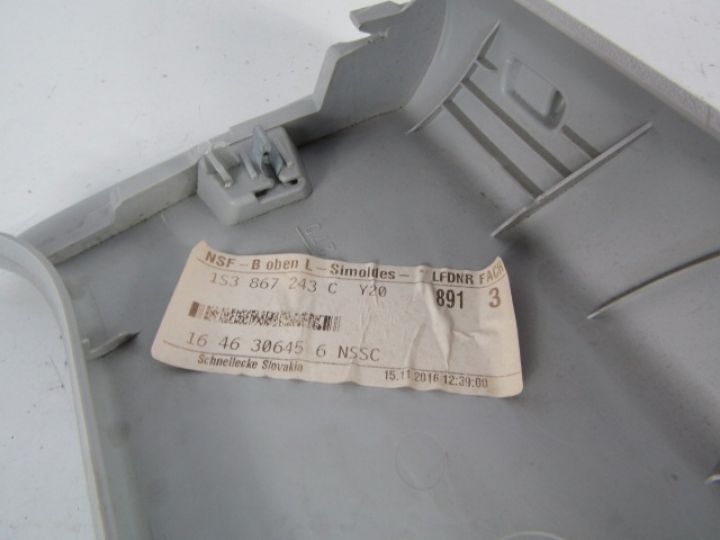 NSF - B oben L - Simoldes - LFDNR FACH
1S3 867 243 C Y20 891 3
16 46 30645 6 NSSC
Schnellecke Slovakia 15.11.2016 12:39:00